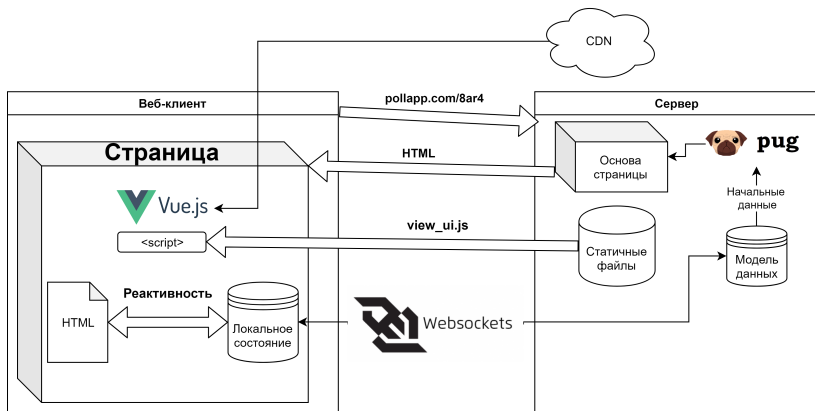 CDN
Веб-клиент
pollapp.com/8ar4
Сервер
Страница
HTML
Основа
страницы
pug
Начальные
данные
Vue.js
<script>
view_ui.js
Статичные
файлы
Модель
данных
HTML
Реактивность
Локальное
состояние
Websockets